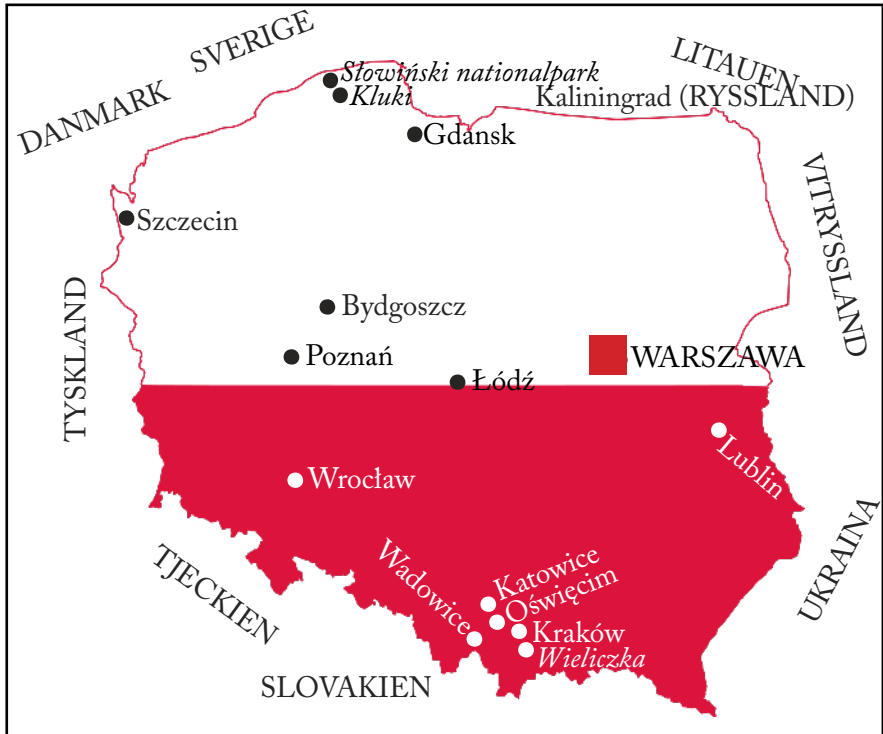 SVERIGE
LITAUEN
DANMARK
Słowiński nationalpark
Kluki
Kaliningrad (RYSSLAND)
Gdansk
VITRYSSLAND
Szczecin
TYSKLAND
Bydgoszcz
Poznań
WARSZAWA
Łódź
Lublin
Wrocław
UKRAINA
TJECKIEN
Wadowice
Katowice
Oświęcim
Kraków
Wieliczka
SLOVAKIEN